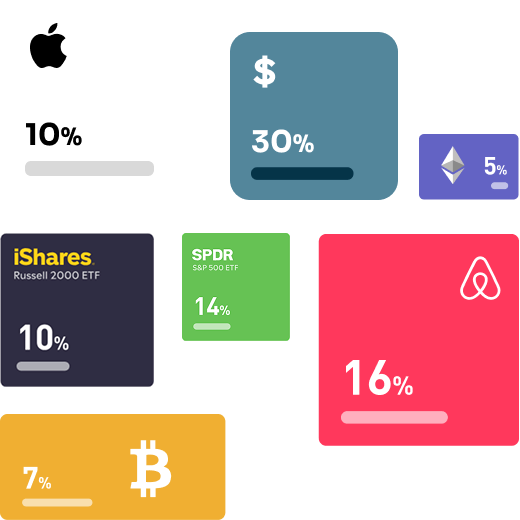 $
10%
30%
5%
iShares.
Russell 2000 ETF
SPDR
S&P 500 ETF
14%
10%
16%
7%